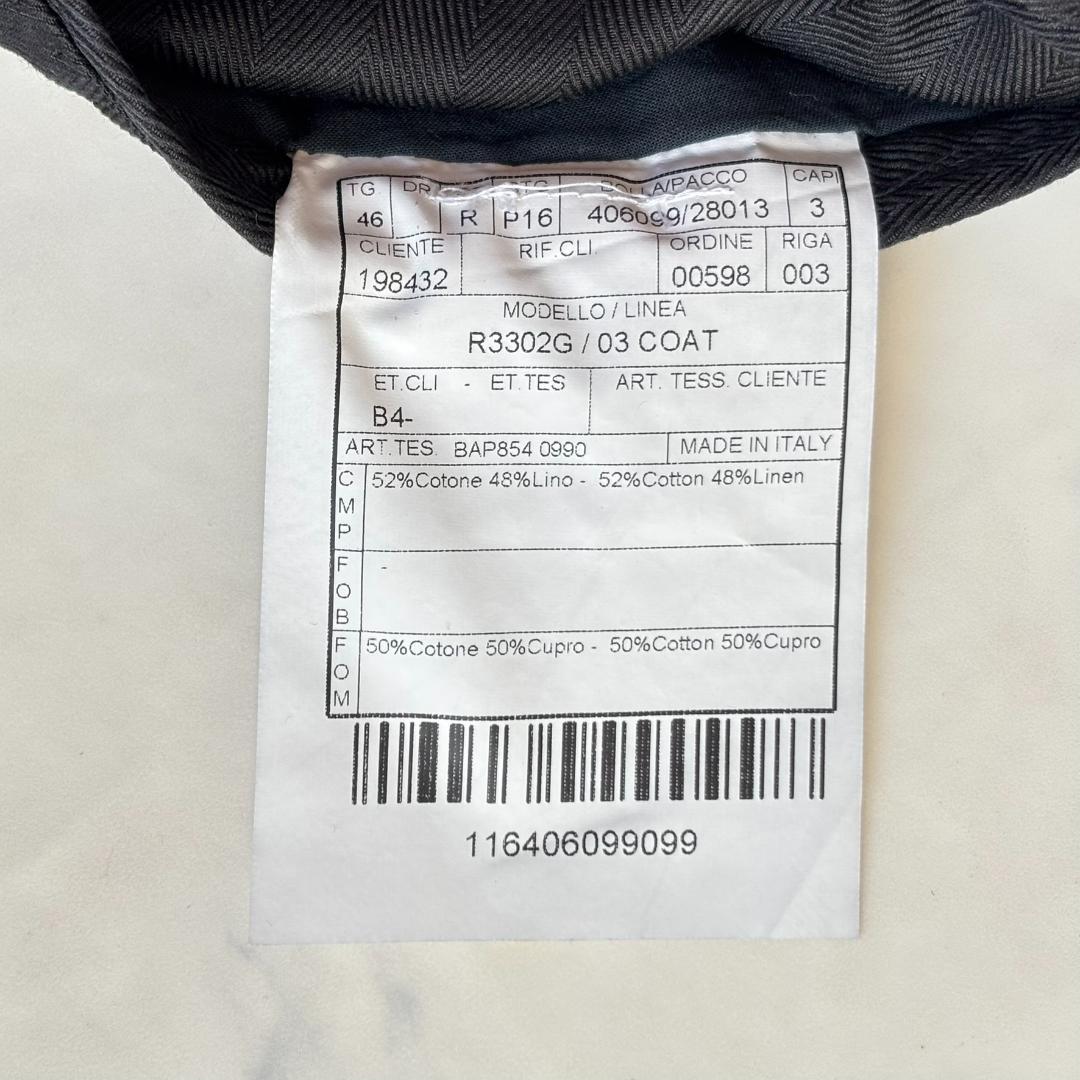 TG. DR STG. BOLLA/PACCO CAPI
46 R P16 406099/28013 3
CLIENTE RIF.CLI. ORDINE RIGA
198432 00598 003
MODELLO / LINEA
R3302G / 03 COAT
ET.CLI - ET.TES ART. TESS. CLIENTE
B4-
ART.TES. BAP854 0990 MADE IN ITALY
CMP 52%Cotone 48%Lino - 52%Cotton 48%Linen
FOB -
FOM 50%Cotone 50%Cupro - 50%Cotton 50%Cupro
116406099099